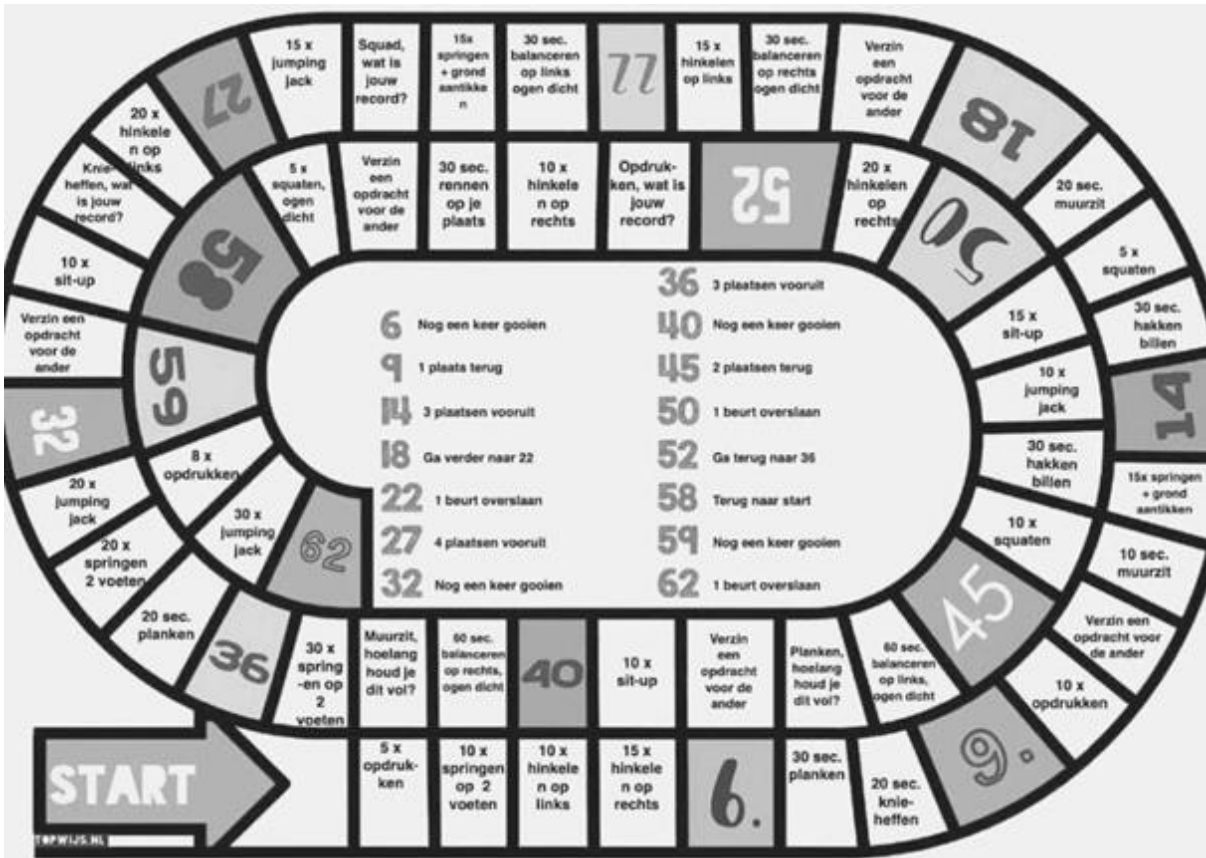 START
5 x
opdruk-
ken
10 x
springen
op 2
voeten
10 x
hinkele
n op
links
15 x
hinkele
n op
rechts
6.
30 sec.
planken
20 sec.
knie-
heffen
9.
10 x
opdrukken
Verzin een
opdracht voor
de ander
10 sec.
muurzit
15x springen
+ grond
aantikken
14
30 sec.
hakken
billen
5 x
squaten
20 sec.
muurzit
18
Verzin
een
opdracht
voor de
ander
30 sec.
balanceren
op rechts
ogen dicht
15 x
hinkelen
op links
22
30 sec.
balanceren
op links
ogen dicht
15x
springen
+ grond
aantikke
n
Squad,
wat is
jouw
record?
15 x
jumping
jack
27
20 x
hinkele
n op
links
Knie-
heffen, wat
is jouw
record?
10 x
sit-up
Verzin een
opdracht
voor de
ander
32
20 x
jumping
jack
20 x
springen
2 voeten
20 sec.
planken
36
30 x
spring
-en op
2
voeten
Muurzit,
hoelang
houd je
dit vol?
60 sec.
balanceren
op rechts,
ogen dicht
40
10 x
sit-up
Verzin
een
opdracht
voor de
ander
Planken,
hoelang
houd je
dit vol?
60 sec.
balanceren
op links,
ogen dicht
45
10 x
squaten
30 sec.
hakken
billen
10 x
jumping
jack
15 x
sit-up
50
20 x
hinkelen
op
rechts
52
Opdruk-
ken, wat is
jouw
record?
10 x
hinkele
n op
rechts
30 sec.
rennen
op je
plaats
Verzin
een
opdracht
voor de
ander
5 x
squaten,
ogen
dicht
58
59
8 x
opdrukken
30 x
jumping
jack
62
6 Nog een keer gooien
9 1 plaats terug
14 3 plaatsen vooruit
18 Ga verder naar 22
22 1 beurt overslaan
27 4 plaatsen vooruit
32 Nog een keer gooien
36 3 plaatsen vooruit
40 Nog een keer gooien
45 2 plaatsen terug
50 1 beurt overslaan
52 Ga terug naar 36
58 Terug naar start
59 Nog een keer gooien
62 1 beurt overslaan